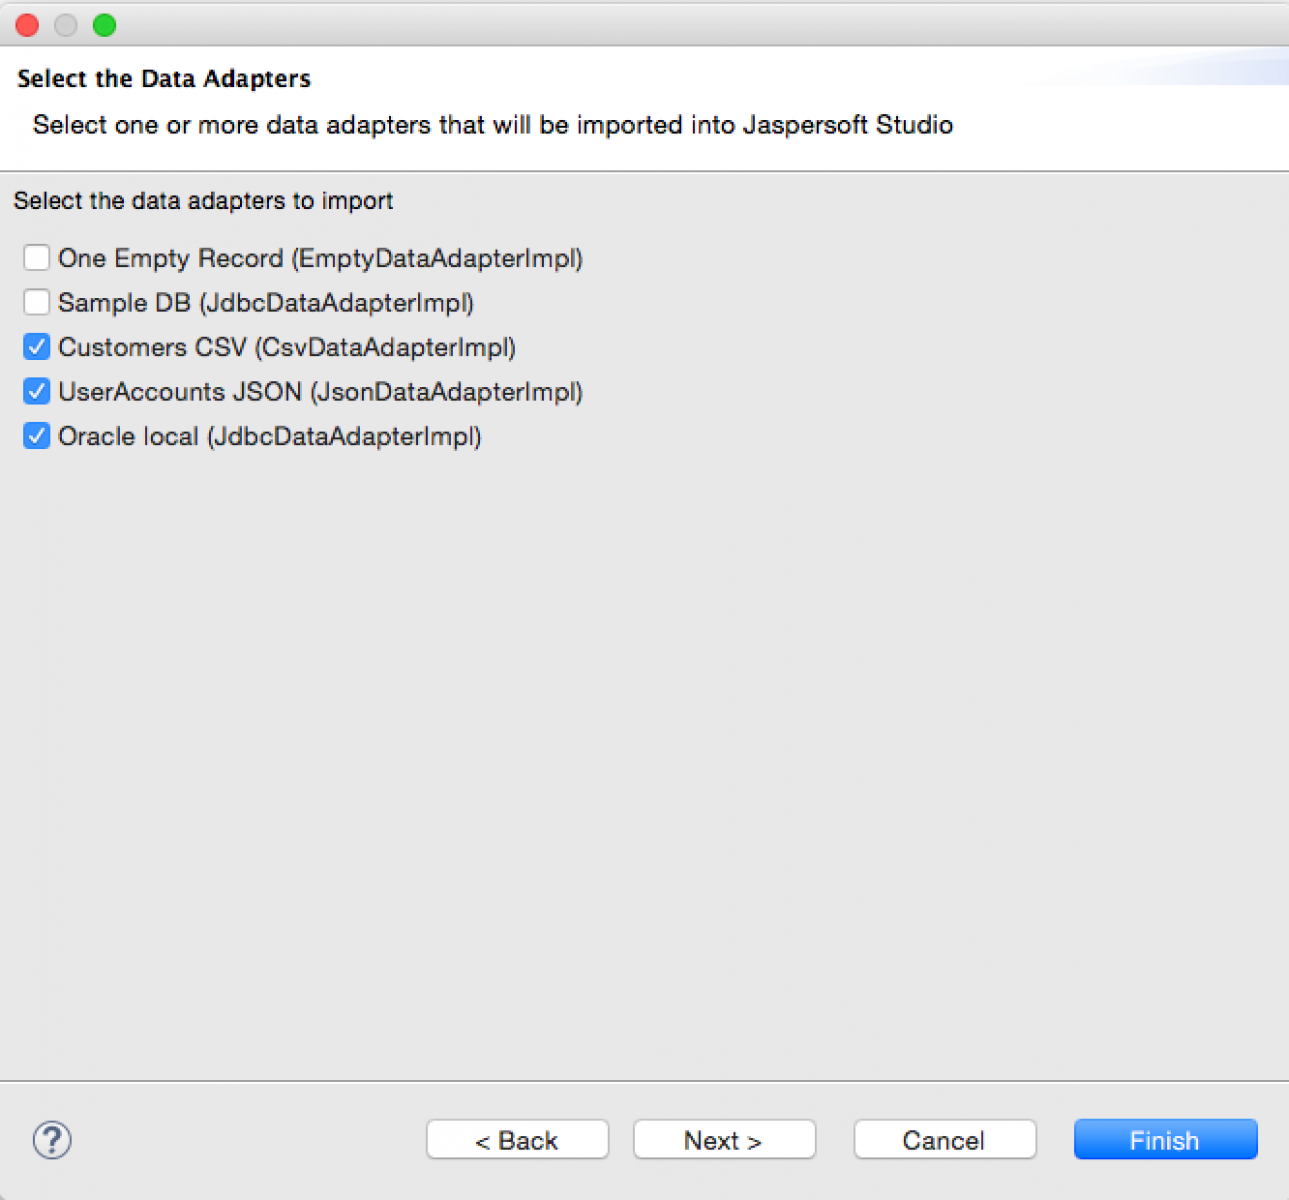 Select the Data Adapters
Select one or more data adapters that will be imported into Jaspersoft Studio
Select the data adapters to import
One Empty Record (EmptyDataAdapterImpl)
Sample DB (JdbcDataAdapterImpl)
Customers CSV (CsvDataAdapterImpl)
UserAccounts JSON (JsonDataAdapterImpl)
Oracle local (JdbcDataAdapterImpl)
? < Back Next > Cancel Finish